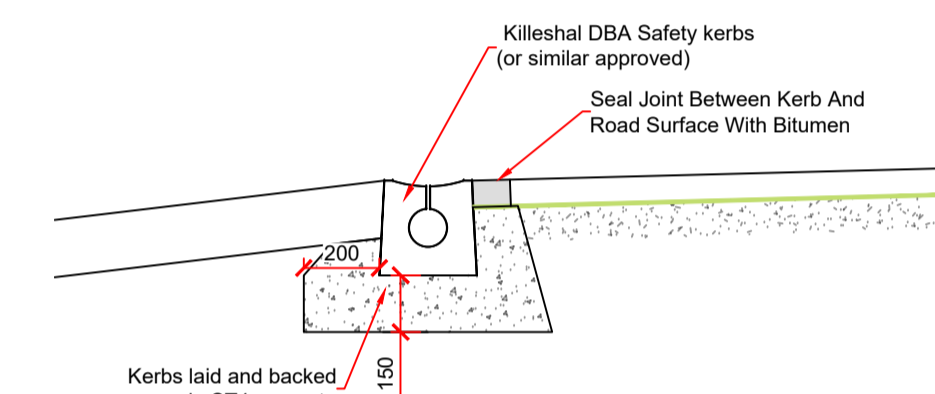 Killeshal DBA Safety kerbs
(or similar approved)
Seal Joint Between Kerb And
Road Surface With Bitumen
200
150
Kerbs laid and backed